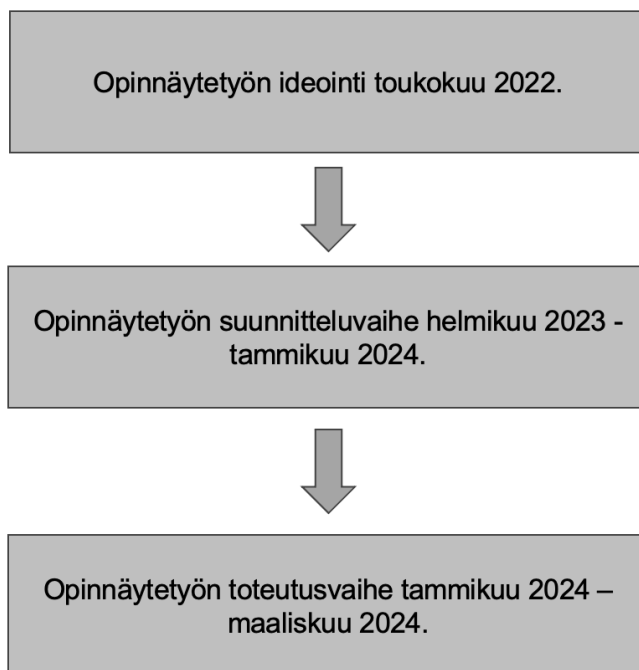 Opinnäytetyön ideointi toukokuu 2022.
Opinnäytetyön suunnitteluvaihe helmikuu 2023 -
tammikuu 2024.
Opinnäytetyön toteutusvaihe tammikuu 2024 –
maaliskuu 2024.